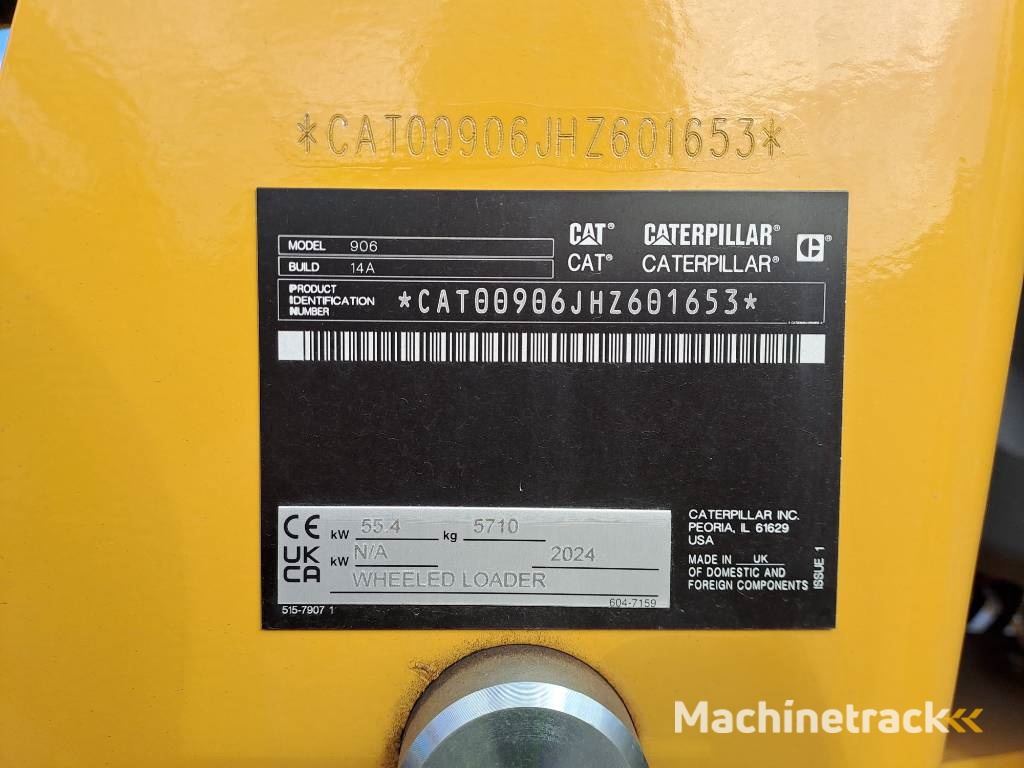 *CAT00906JHZ601653*
MODEL 906
BUILD 14A
CAT® CATERPILLAR®
CAT® CATERPILLAR®
C
PRODUCT
IDENTIFICATION
NUMBER
*CAT00906JHZ601653*
CE kW 55.4 kg 5710
UK
CA kW N/A 2024
WHEELED LOADER
604-7159
515-7907 1
CATERPILLAR INC.
PEORIA, IL 61629
USA
MADE IN UK
OF DOMESTIC AND
FOREIGN COMPONENTS
ISSUE 1
Machinetrack